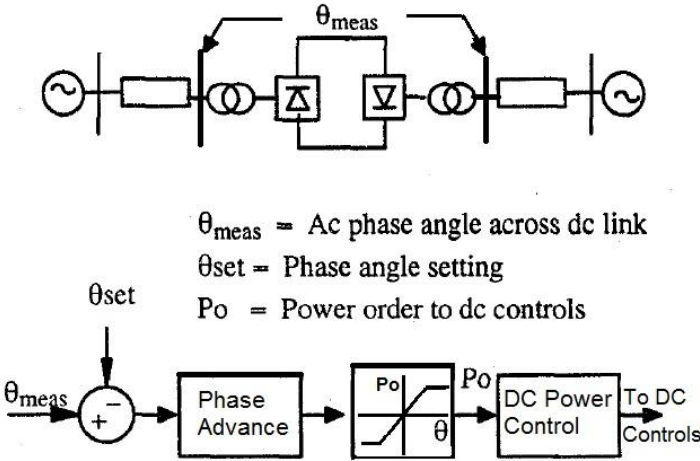 θmeas
θmeas = Ac phase angle across dc link
θset = Phase angle setting
Po = Power order to dc controls
θset
θmeas
+
−
Phase
Advance
Po
θ
Po
DC Power
Control
To DC
Controls